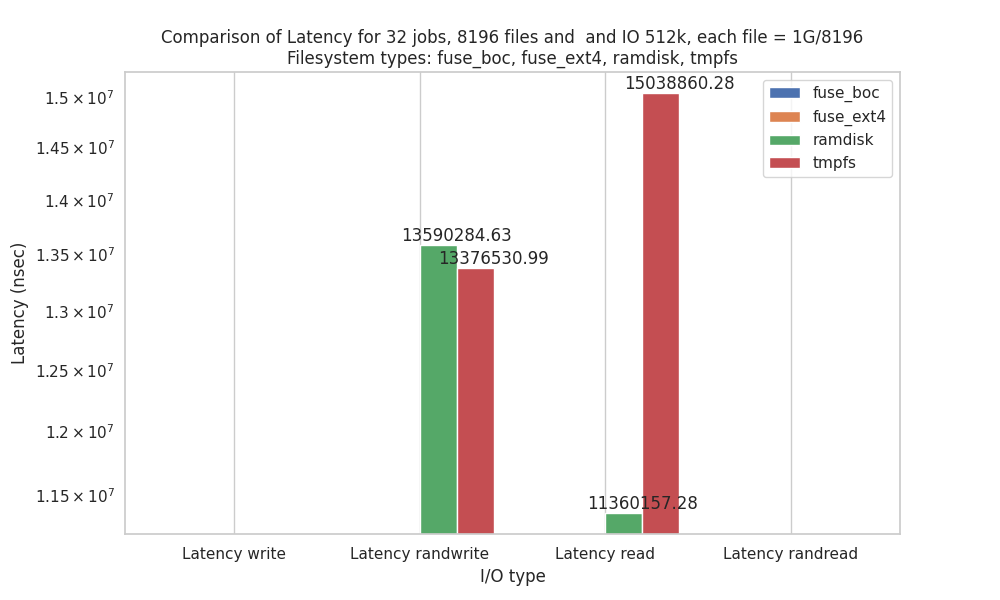 Comparison of Latency for 32 jobs, 8196 files and  and IO 512k, each file = 1G/8196
Filesystem types: fuse_boc, fuse_ext4, ramdisk, tmpfs
15038860.28
fuse_boc
fuse_ext4
ramdisk
tmpfs
1.5 × 10⁷
1.45 × 10⁷
1.4 × 10⁷
1.35 × 10⁷
1.3 × 10⁷
1.25 × 10⁷
1.2 × 10⁷
1.15 × 10⁷
Latency (nsec)
13590284.63
13376530.99
11360157.28
Latency write
Latency randwrite
Latency read
Latency randread
I/O type